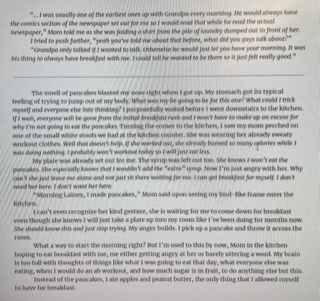 "... I was usually one of the earliest ones up with Grandpa every morning. He would always have
the comics section of the newspaper set out for me so I would read that while he read the actual
newspaper," Mom told me as she was folding a shirt from the pile of laundry dumped out in front of her.
I tried to push further, "yeah you've told me about that before, what did you guys talk about?"
"Grandpa only talked if I wanted to talk. Otherwise he would just let you have your morning. It was
his thing to always have breakfast with me. I could tell he wanted to be there so it just felt really good."
The smell of pancakes blasted my nose right when I got up. My stomach got its typical
feeling of trying to jump out of my body. What was my lie going to be for this one? What could I trick
myself and everyone else into thinking? I purposefully waited before I went downstairs to the kitchen.
If I wait, everyone will be gone from the initial breakfast rush and I won't have to make up an excuse for
why I'm not going to eat the pancakes. Turning the corner to the kitchen, I saw my mom perched on
one of the small white stools we had at the kitchen counter. She was wearing her already sweaty
workout clothes. Well that doesn't help. If she worked out, she already burned so many calories while I
was doing nothing. I probably won't workout today so I will just eat less.
My plate was already set out for me. The syrup was left out too. She knows I won't eat the
pancakes. She especially knows that I wouldn't add the "extra" syrup. Now I'm just angry with her. Why
can't she just leave me alone and not just sit there waiting for me. I can get breakfast for myself. I don't
need her here. I don't want her here.
"Morning Lainey, I made pancakes," Mom said upon seeing my frame enter the
kitchen.
I can't even recognize her kind gesture, she is waiting for me to come down for breakfast
even though she knows I will just take a plate up into my room like I've been doing for months now.
She should know this and just stop trying. My anger builds. I pick up a pancake and throw it across the
room.
What a way to start the morning right? But I'm used to this by now, Mom in the kitchen
hoping to eat breakfast with me, me either getting angry at her or barely uttering a word. My brain
is too full with thoughts of things like what I was going to eat that day, what everyone else was
eating, when I would do an ab workout, and how much sugar is in fruit, to do anything else but this.
Instead of the pancakes, I ate apples and peanut butter, the only thing that I allowed myself
to have for breakfast.